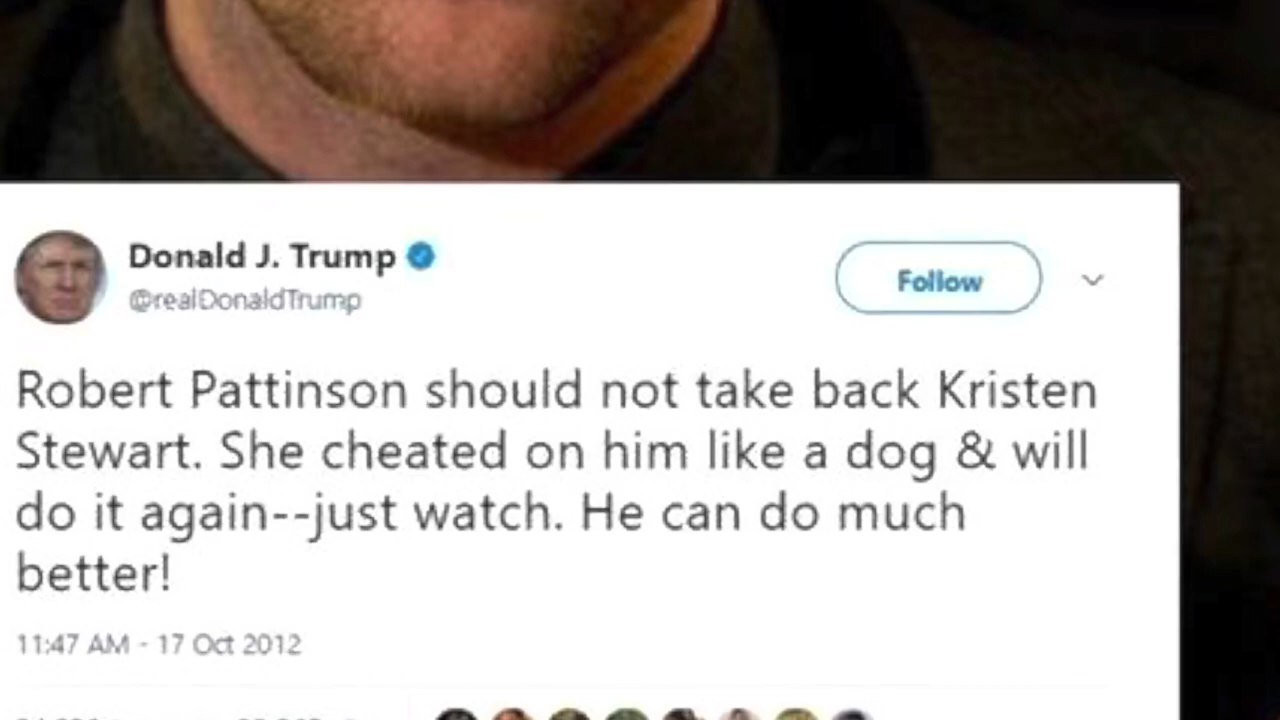 Donald J. Trump
@realDonaldTrump
Follow
Robert Pattinson should not take back Kristen
Stewart. She cheated on him like a dog & will
do it again--just watch. He can do much
better!
11:47 AM - 17 Oct 2012